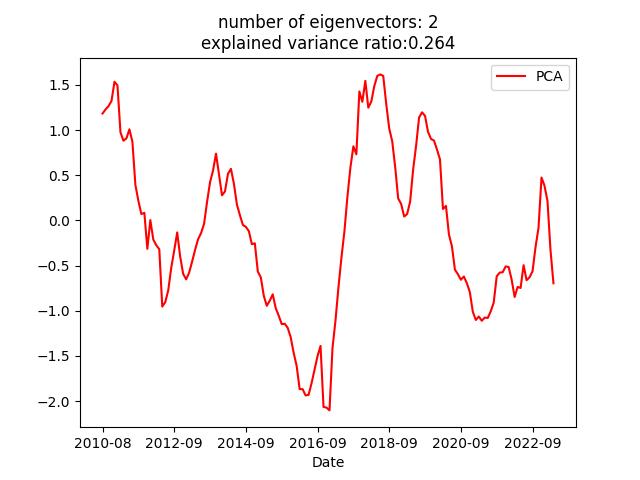 number of eigenvectors: 2
explained variance ratio:0.264
PCA
1.5
1.0
0.5
0.0
−0.5
−1.0
−1.5
−2.0
2010-08 2012-09 2014-09 2016-09 2018-09 2020-09 2022-09
Date